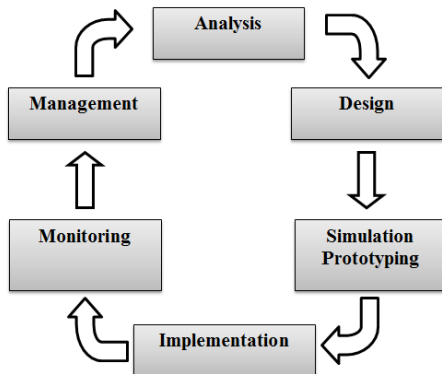 Analysis
Management
Design
Monitoring
Simulation
Prototyping
Implementation